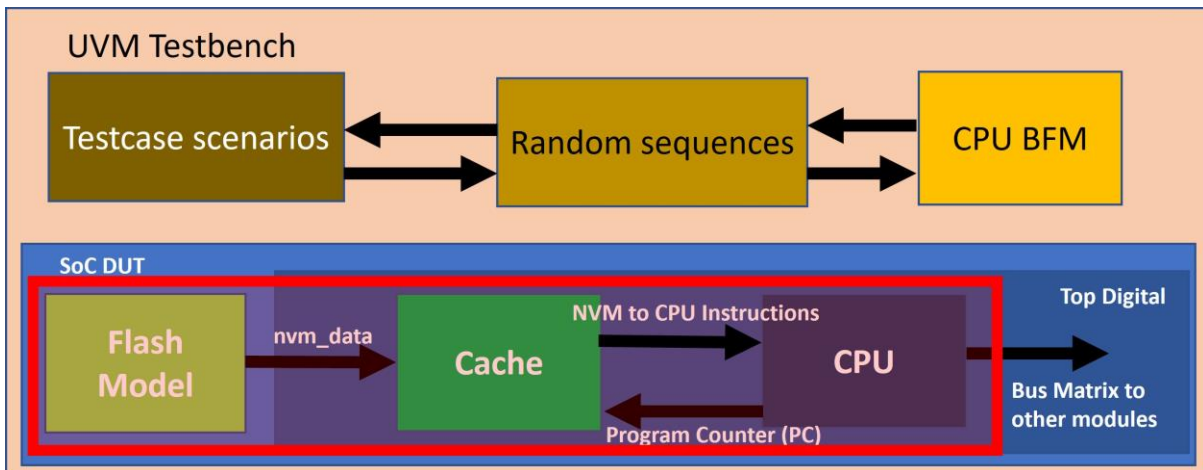 UVM Testbench
Testcase scenarios
Random sequences
CPU BFM
SoC DUT
Top Digital
Flash
Model
nvm_data
Cache
NVM to CPU Instructions
CPU
Program Counter (PC)
Bus Matrix to
other modules